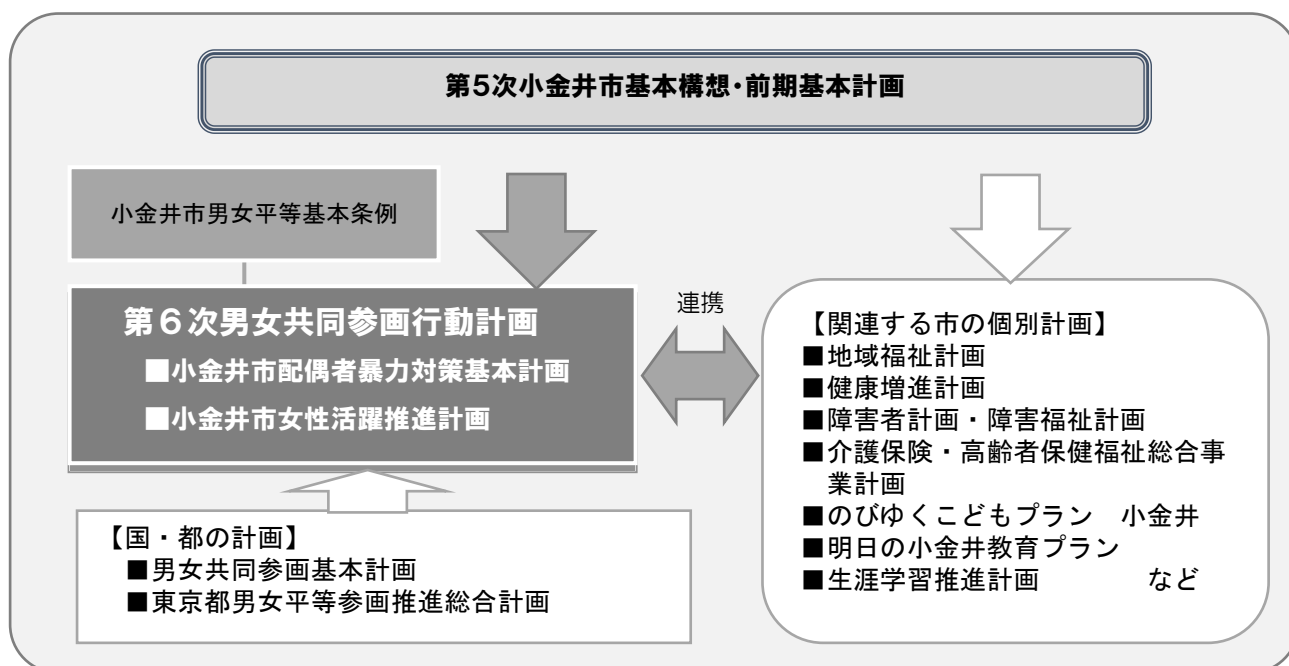 第5次小金井市基本構想・前期基本計画
小金井市男女平等基本条例
第６次男女共同参画行動計画
■小金井市配偶者暴力対策基本計画
■小金井市女性活躍推進計画
連携
【関連する市の個別計画】
■地域福祉計画
■健康増進計画
■障害者計画・障害福祉計画
■介護保険・高齢者保健福祉総合事
業計画
■のびゆくこどもプラン　小金井
■明日の小金井教育プラン
■生涯学習推進計画　　　　など
【国・都の計画】
■男女共同参画基本計画
■東京都男女平等参画推進総合計画